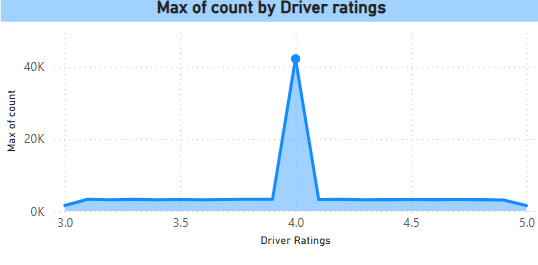 Max of count by Driver ratings
40K
20K
0K
Max of count
3.0 3.5 4.0 4.5 5.0
Driver Ratings